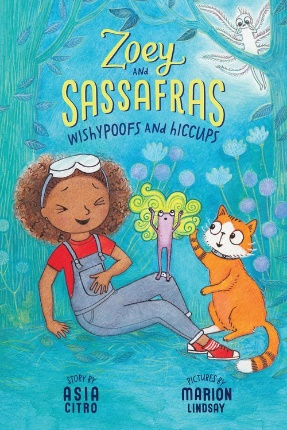 Zoey
AND
SASSAFRAS
WISHYPOOFS AND HICCUPS
STORY BY
ASIA
CITRO
PICTURES BY
MARION
LINDSAY